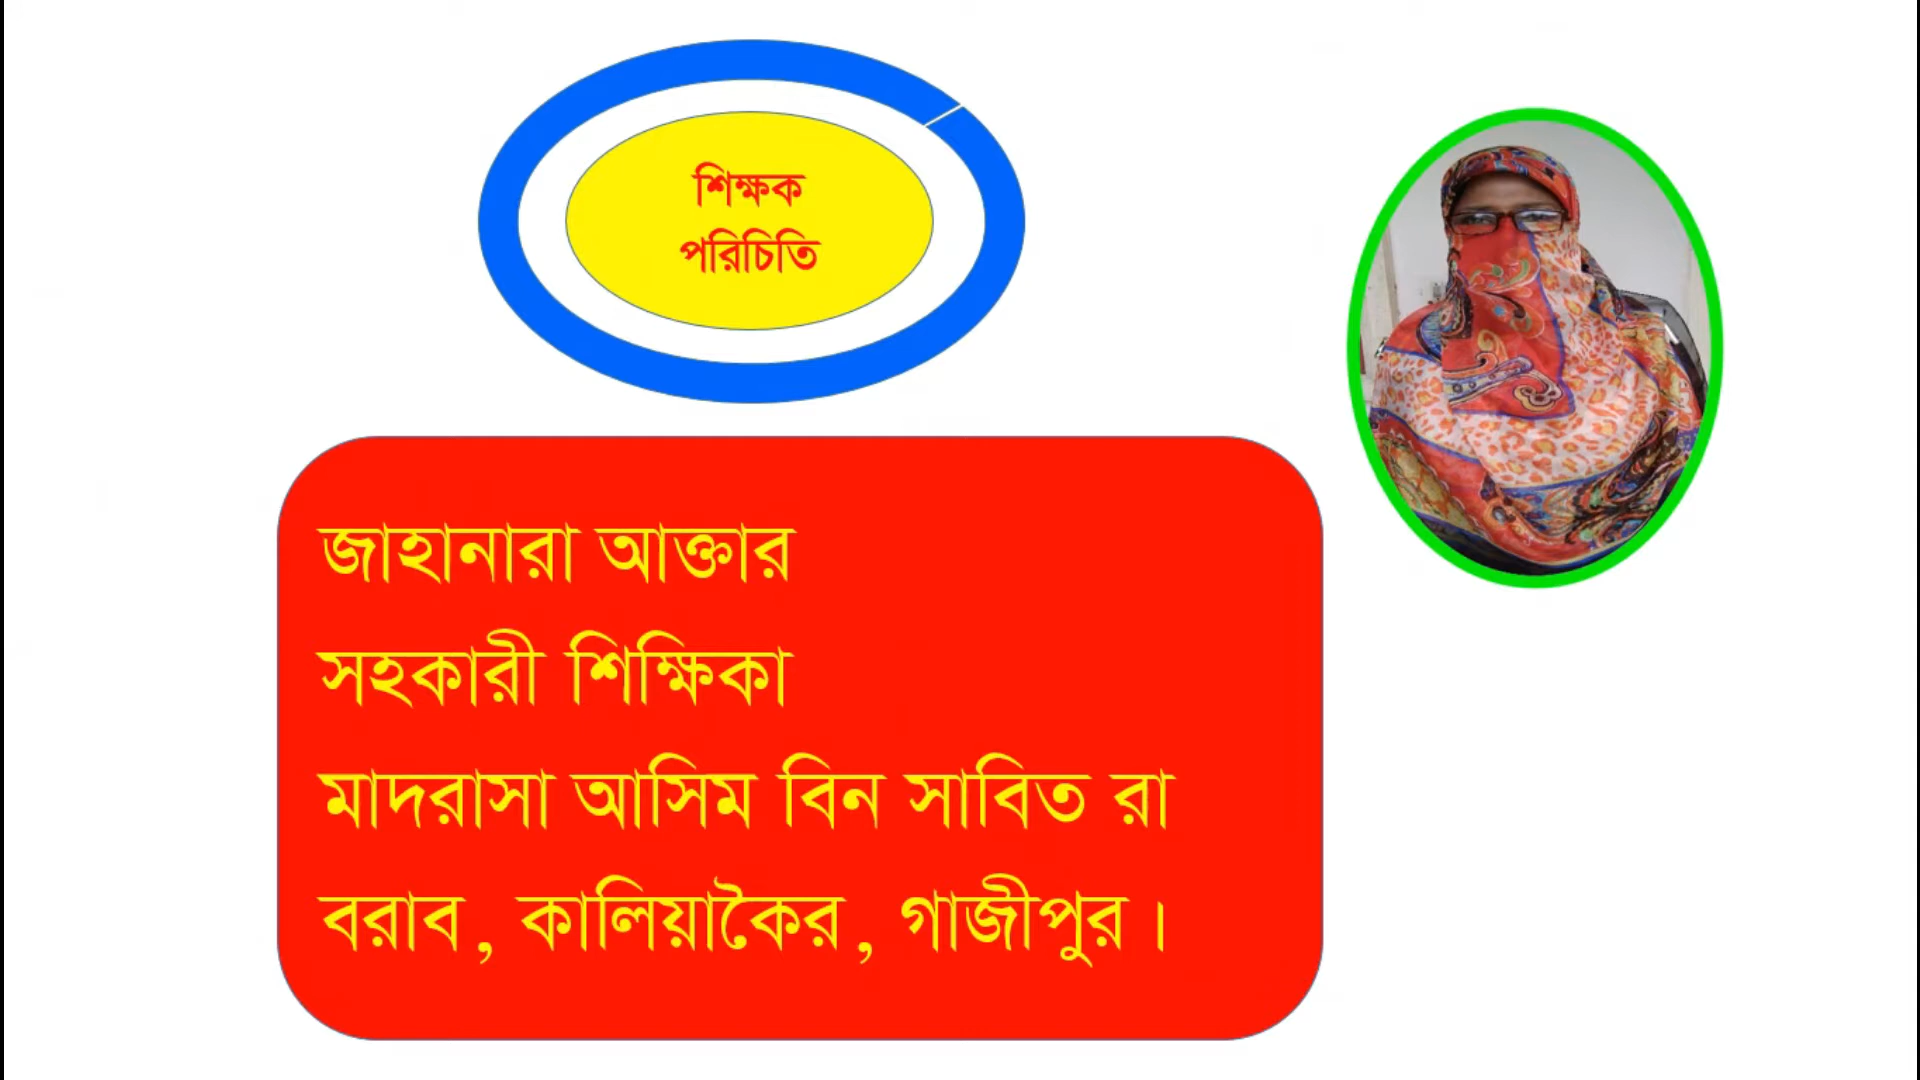 শিক্ষক
পরিচিতি
জাহানারা আক্তার
সহকারী শিক্ষিকা
মাদরাসা আসিম বিন সাবিত রা
বরাব, কালিয়াকৈর, গাজীপুর।